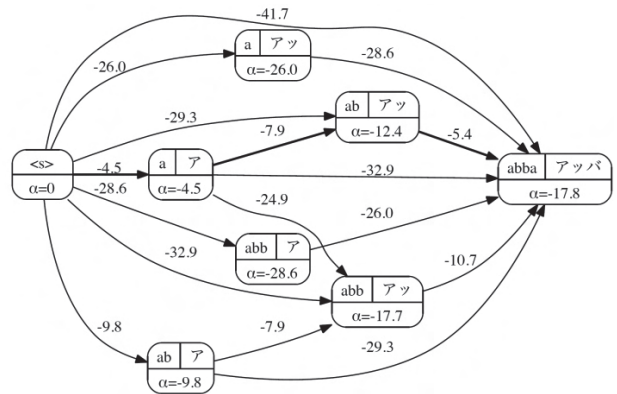 -41.7
a アッ
α=-26.0
-26.0
-28.6
ab アッ
α=-12.4
-29.3
-7.9
-5.4
<s>
α=0
-4.5
a ア
α=-4.5
-32.9
abba アッバ
α=-17.8
-28.6
-24.9
-26.0
abb ア
α=-28.6
-32.9
abb アッ
α=-17.7
-10.7
-9.8
-7.9
-29.3
ab ア
α=-9.8